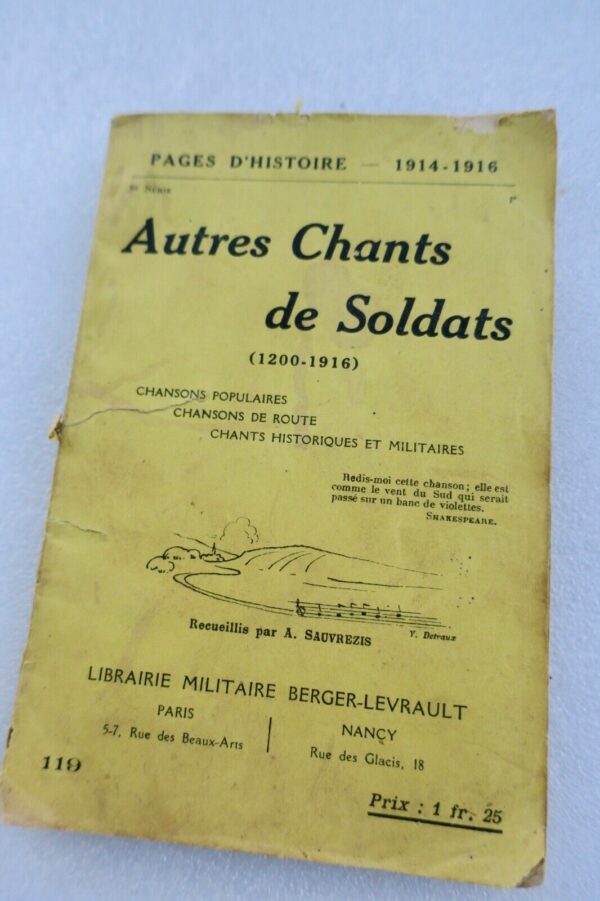 PAGES D'HISTOIRE — 1914-1916
Série
Autres Chants
de Soldats
(1200-1916)
CHANSONS POPULAIRES
CHANSONS DE ROUTE
CHANTS HISTORIQUES ET MILITAIRES
Redis-moi cette chanson ; elle est
comme le vent du Sud qui serait
passé sur un banc de violettes.
SHAKESPEARE.
Recueillis par A. SAUVREZIS
V. Detraux
LIBRAIRIE MILITAIRE BERGER-LEVRAULT
PARIS
5-7, Rue des Beaux-Arts
NANCY
Rue des Glacis, 18
119
Prix : 1 fr. 25